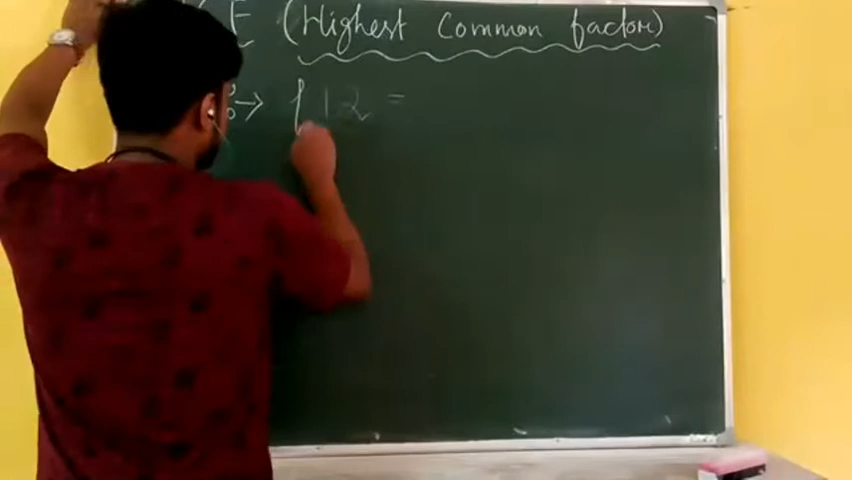 F (Highest Common factor)
→ f 12 =